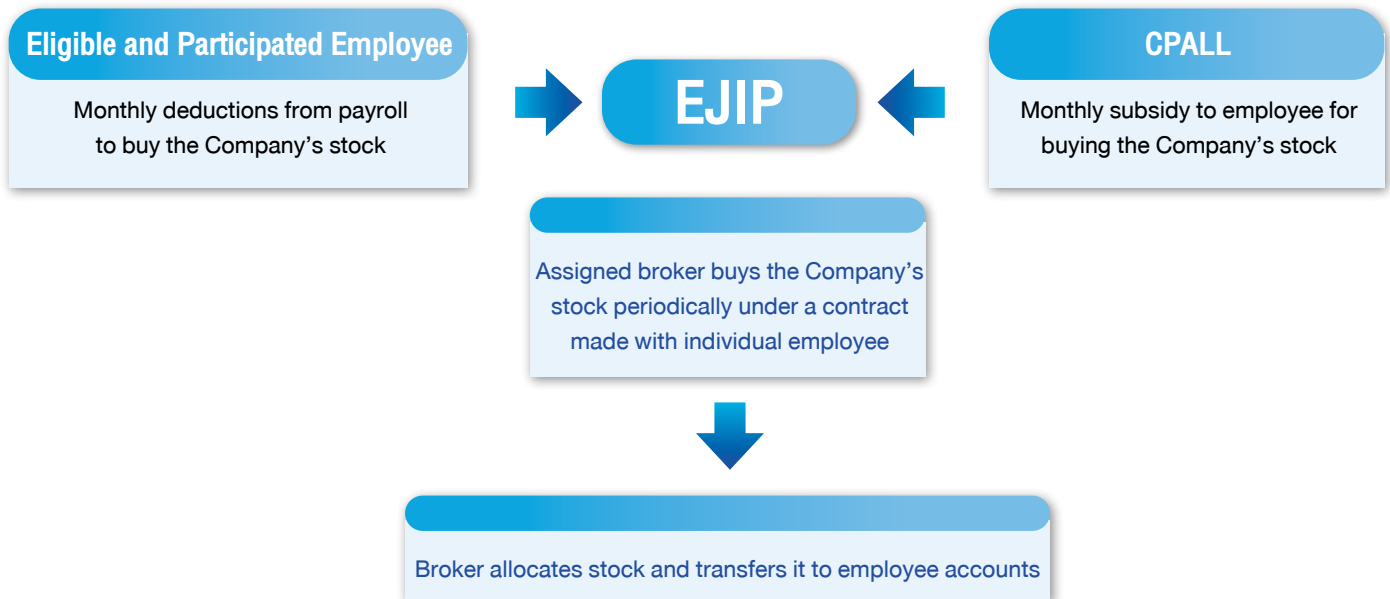 Eligible and Participated Employee
Monthly deductions from payroll
to buy the Company's stock
EJIP
CPALL
Monthly subsidy to employee for
buying the Company's stock
Assigned broker buys the Company's
stock periodically under a contract
made with individual employee
Broker allocates stock and transfers it to employee accounts